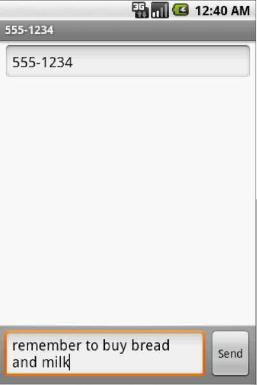 3G 12:40 AM
555-1234
555-1234
remember to buy bread
and milk
Send